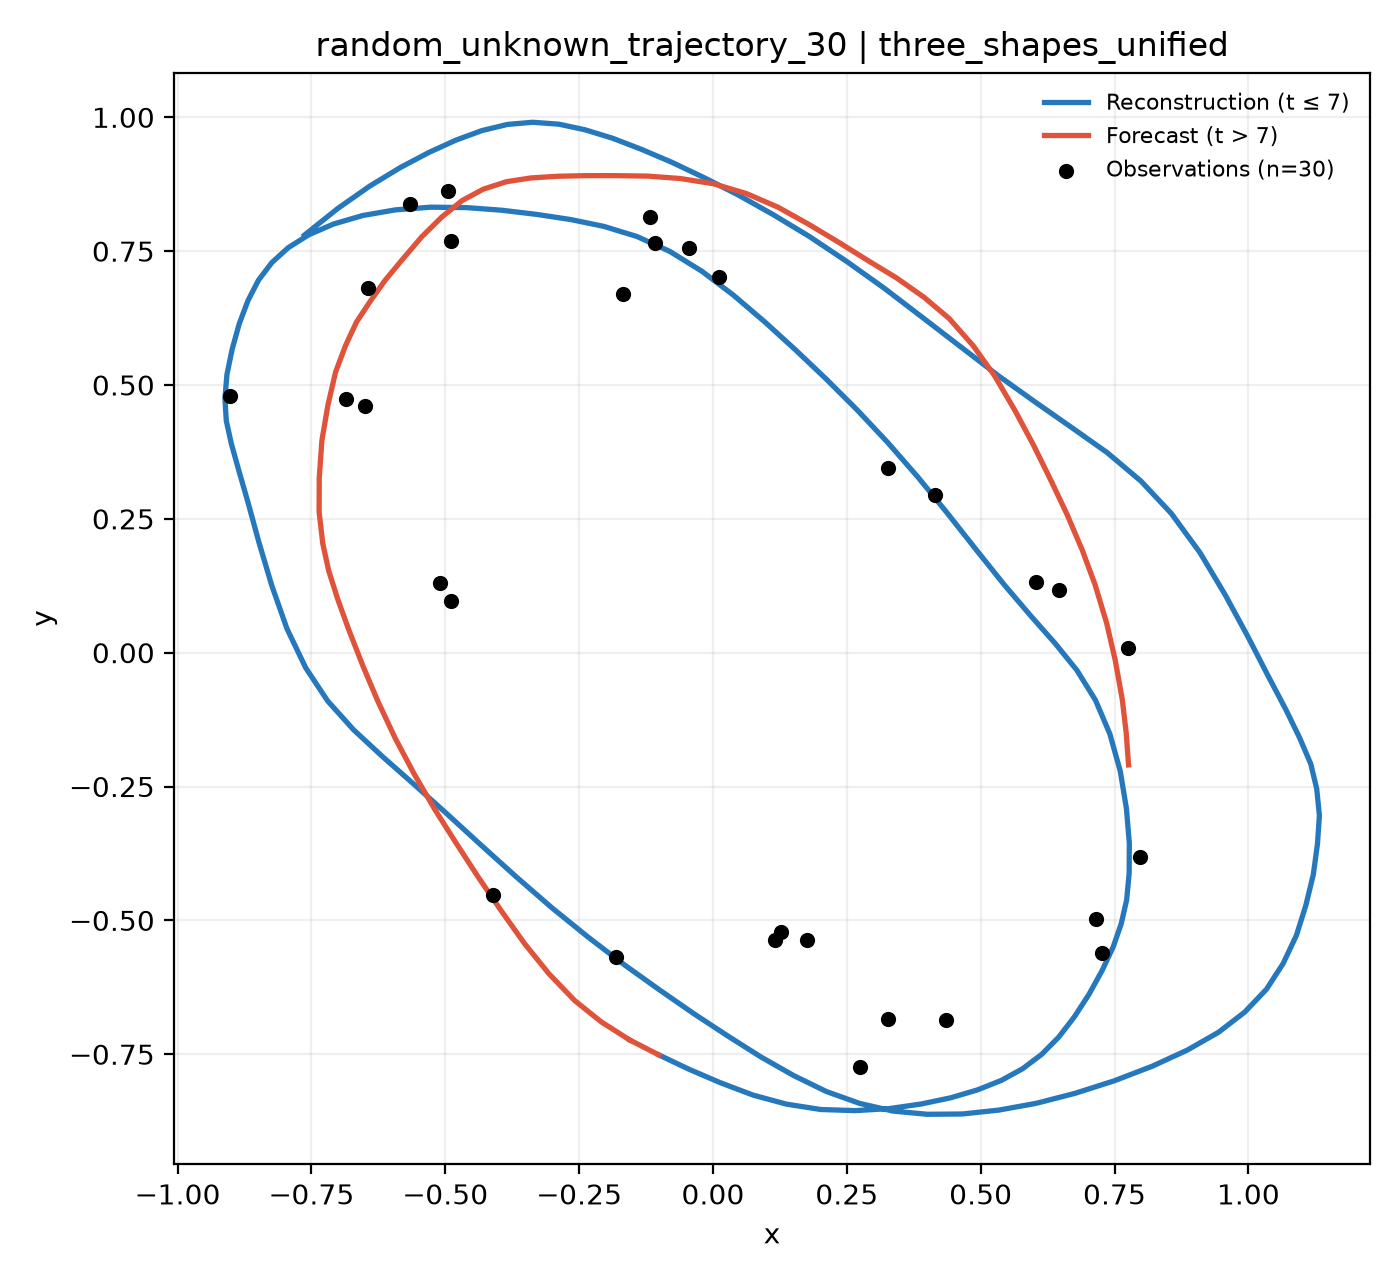 random_unknown_trajectory_30 | three_shapes_unified
Reconstruction (t ≤ 7)
Forecast (t > 7)
Observations (n=30)
1.00
0.75
0.50
0.25
0.00
−0.25
−0.50
−0.75
y
−1.00 −0.75 −0.50 −0.25 0.00 0.25 0.50 0.75 1.00
x